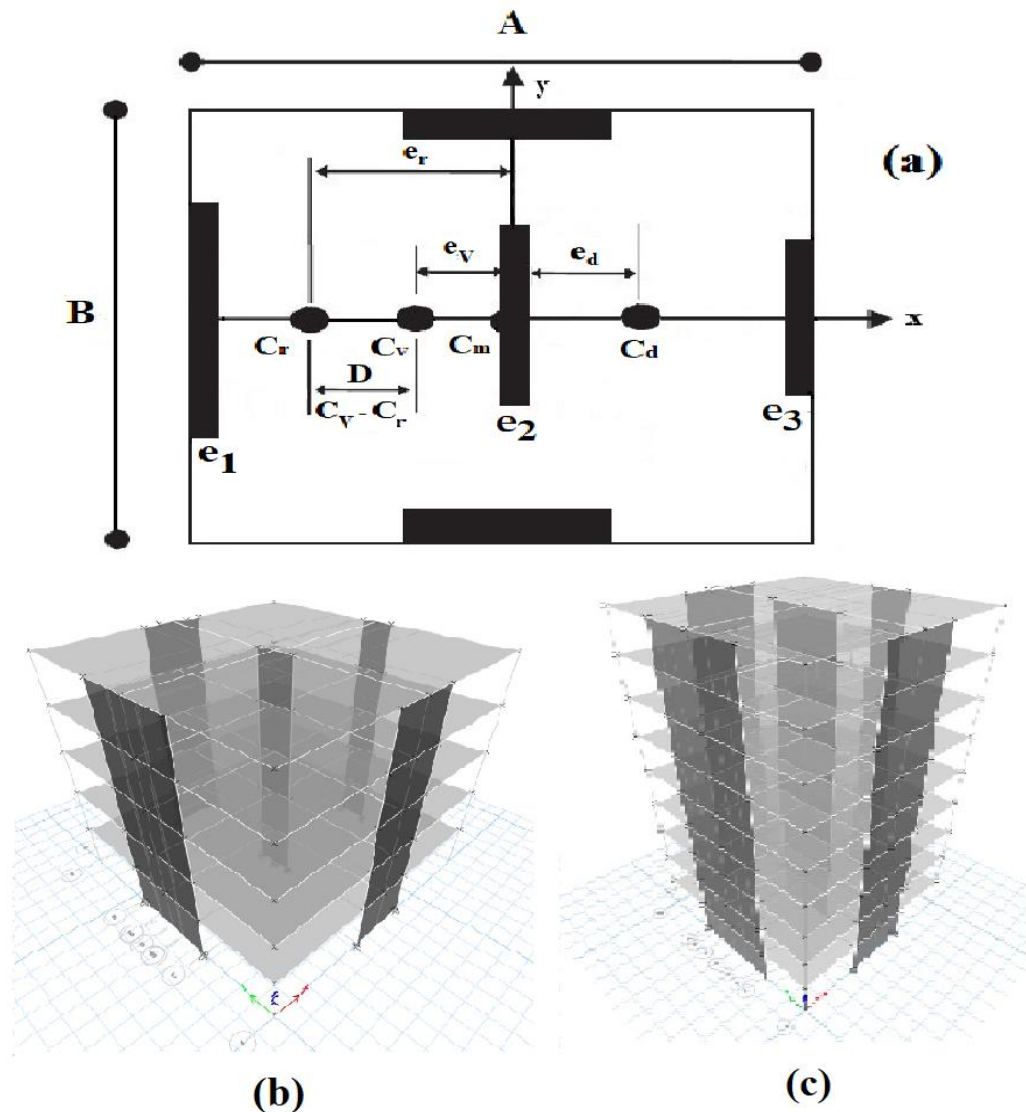 A
y
(a)
e_r
e_v
e_d
B
x
C_r
C_v
C_m
C_d
D
C_v - C_r
e_1
e_2
e_3
(b)
(c)